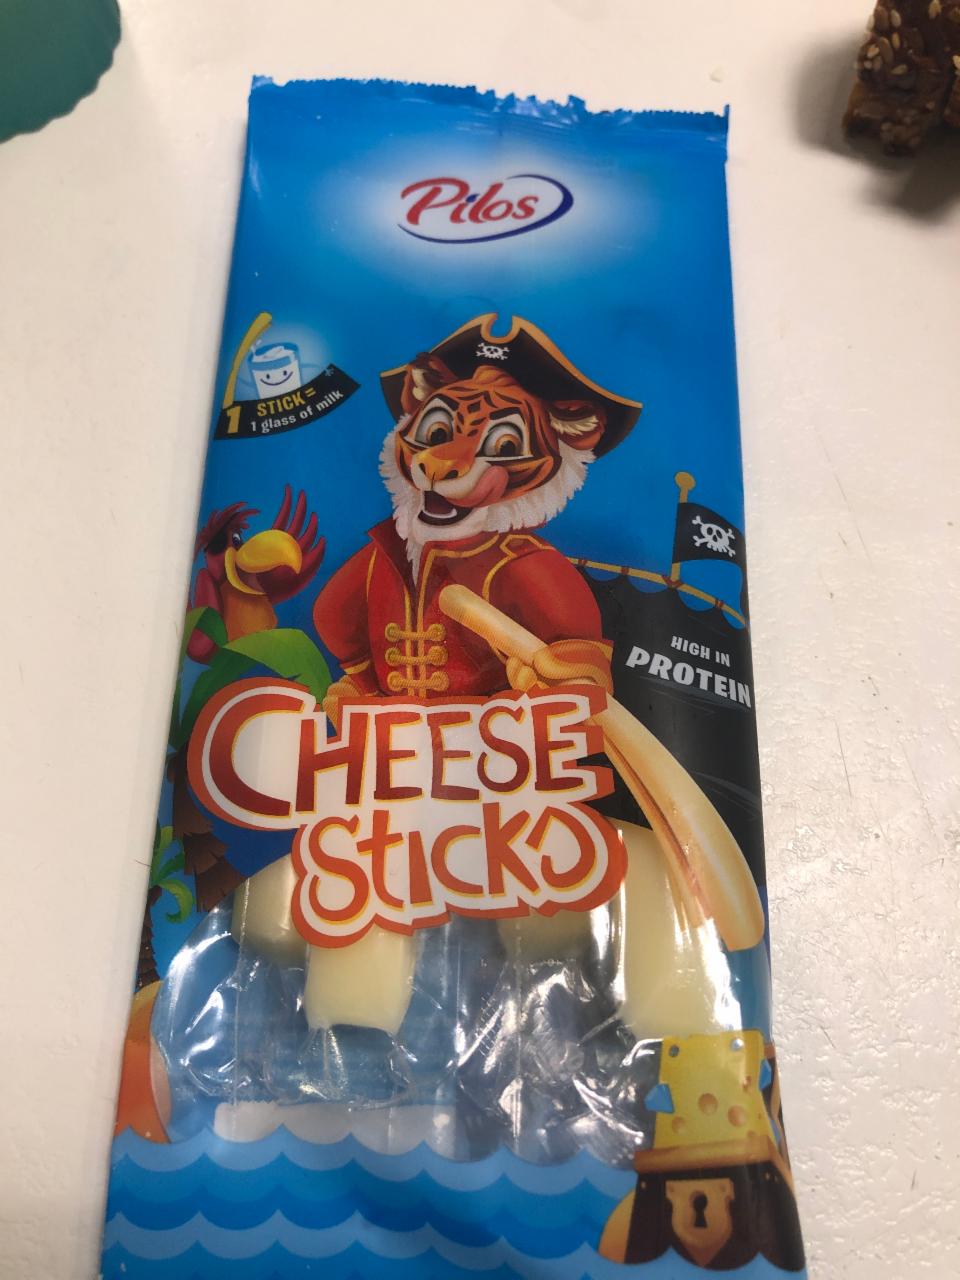 Pilos
1 STICK =
1 glass of milk
HIGH IN
PROTEIN
CHEESE
Sticks